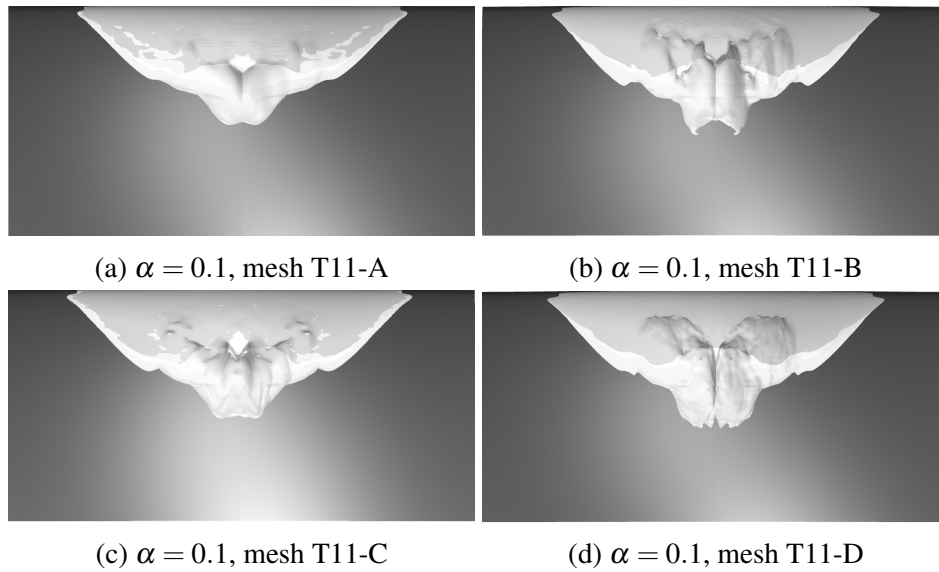 (a) α = 0.1, mesh T11-A
(b) α = 0.1, mesh T11-B
(c) α = 0.1, mesh T11-C
(d) α = 0.1, mesh T11-D